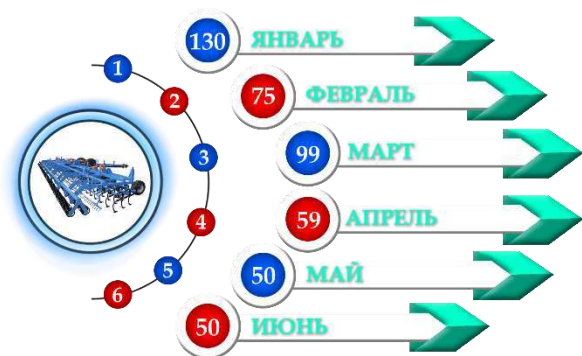 1
130 ЯНВАРЬ
2
75 ФЕВРАЛЬ
3
99 МАРТ
4
59 АПРЕЛЬ
5
50 МАЙ
6
50 ИЮНЬ